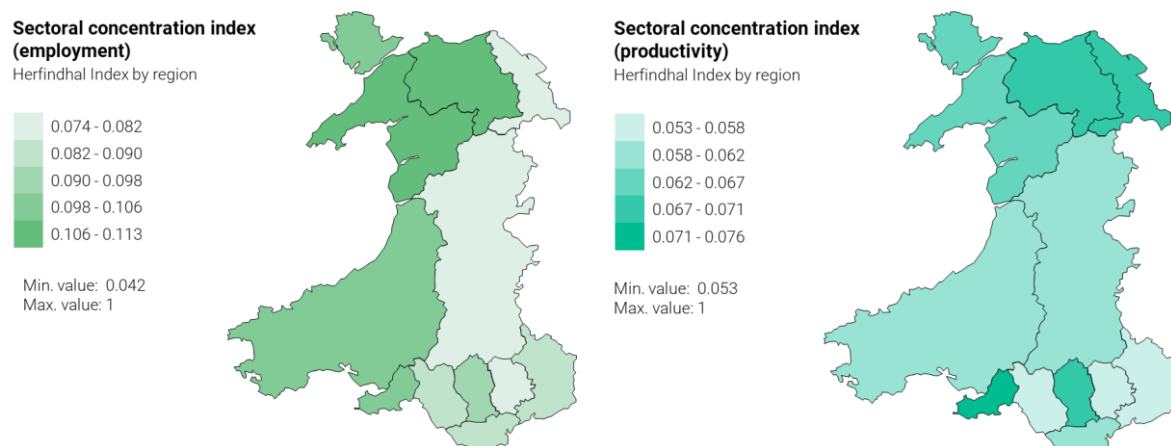 Sectoral concentration index
(employment)
Herfindhal Index by region
0.074 - 0.082
0.082 - 0.090
0.090 - 0.098
0.098 - 0.106
0.106 - 0.113
Min. value: 0.042
Max. value: 1
Sectoral concentration index
(productivity)
Herfindhal Index by region
0.053 - 0.058
0.058 - 0.062
0.062 - 0.067
0.067 - 0.071
0.071 - 0.076
Min. value: 0.053
Max. value: 1